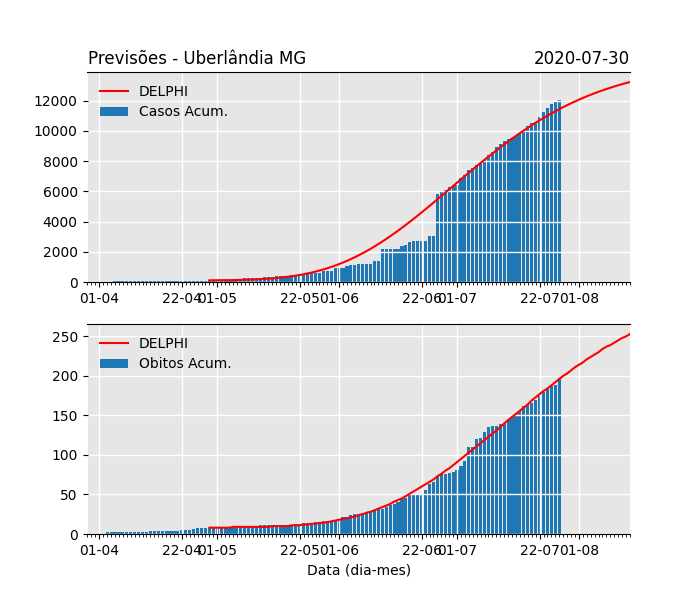 Previsões - Uberlândia MG 2020-07-30
DELPHI
Casos Acum.
12000
10000
8000
6000
4000
2000
0
01-04 22-04 01-05 22-05 01-06 22-06 01-07 22-07 01-08
DELPHI
Obitos Acum.
250
200
150
100
50
0
01-04 22-04 01-05 22-05 01-06 22-06 01-07 22-07 01-08
Data (dia-mes)